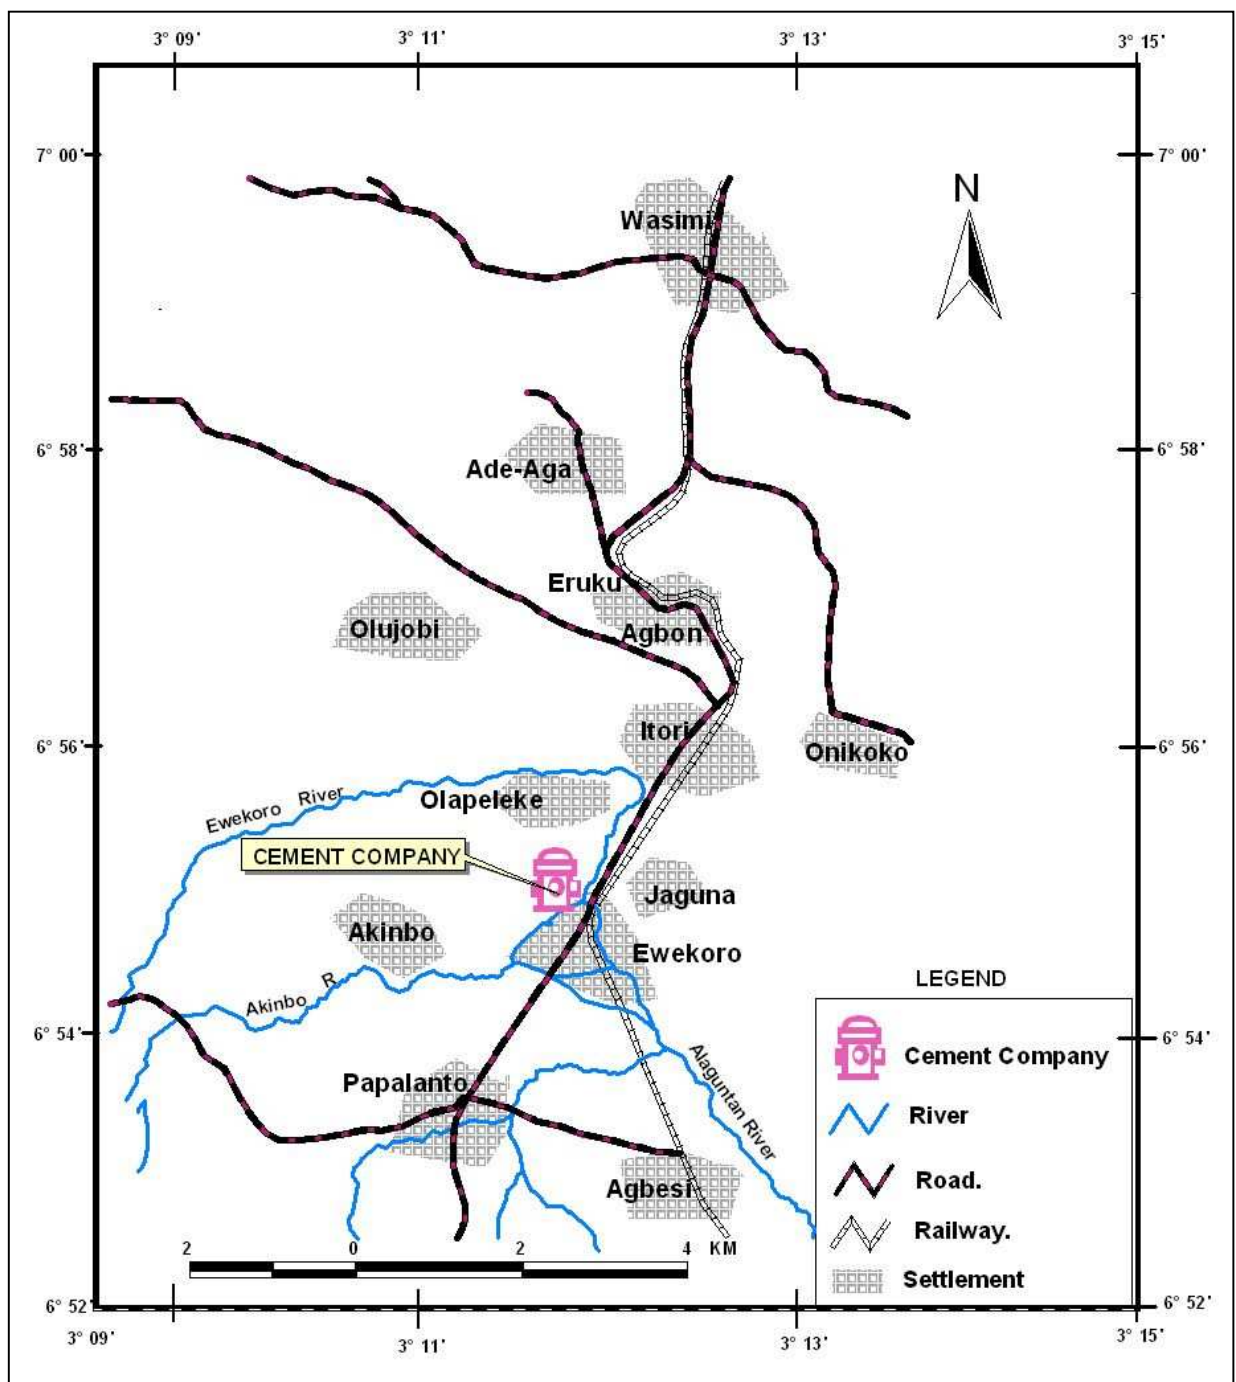 3° 09'
3° 11'
3° 13'
3° 15'
7° 00'
7° 00'
N
Wasimi
6° 58'
6° 58'
Ade-Aga
Eruku
Olujobi
Agbon
Itori
6° 56'
6° 56'
Onikoko
Olapeleke
Ewekoro River
CEMENT COMPANY
Jaguna
Akinbo
Ewekoro
LEGEND
Akinbo R
6° 54'
6° 54'
Cement Company
Alaguntan River
Papalanto
River
Road.
Agbesi
Railway.
2 0 2 4 KM
Settlement
6° 52'
6° 52'
3° 09'
3° 11'
3° 13'
3° 15'